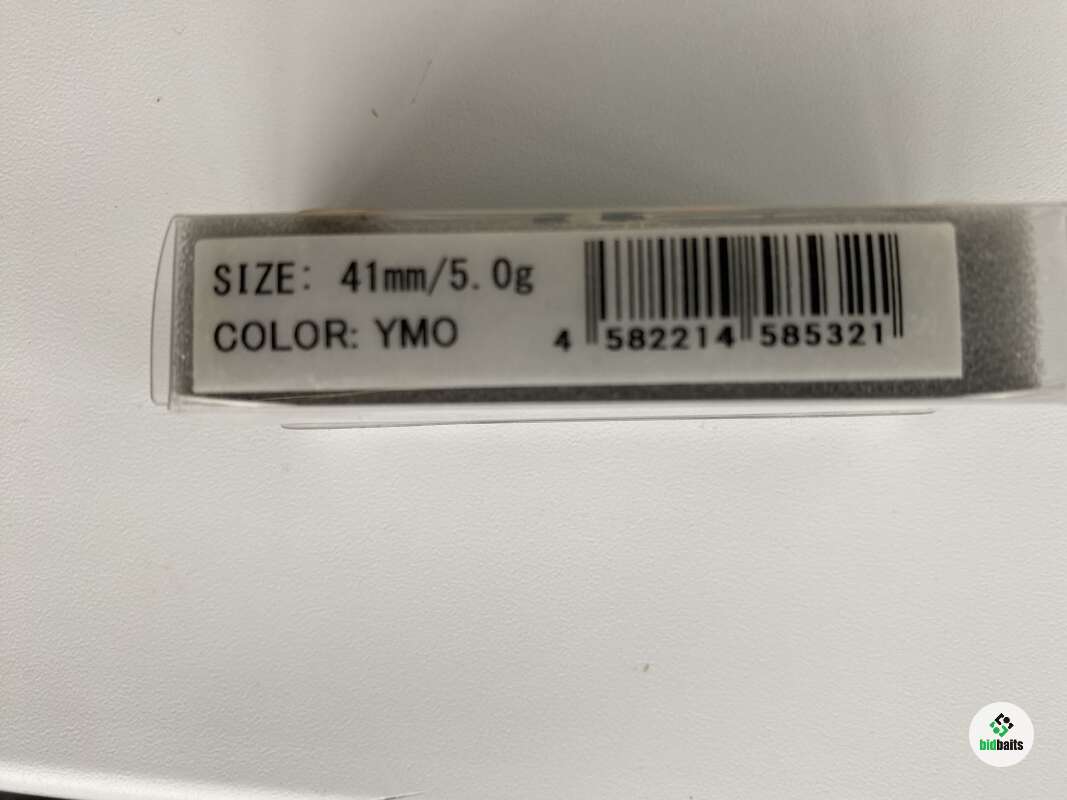 SIZE: 41mm/5.0g
COLOR: YMO
4 582214 585321
bidbaits